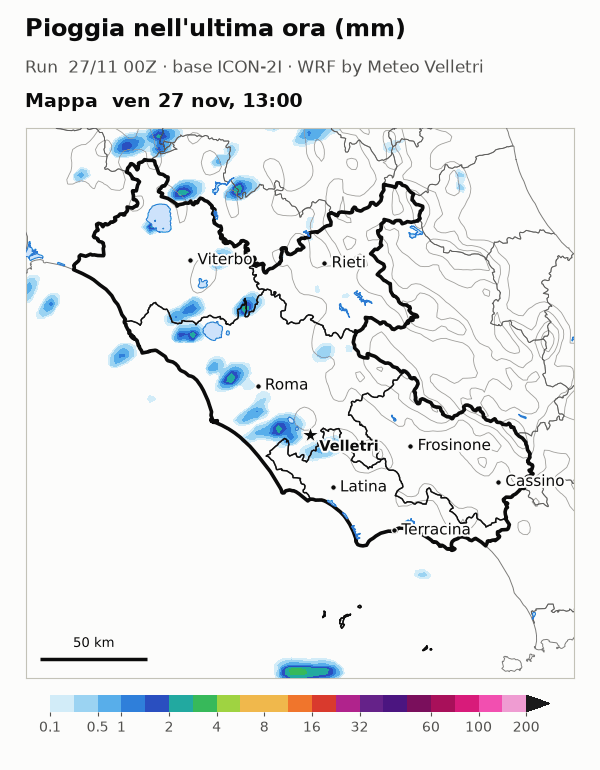 Pioggia nell'ultima ora (mm)
Run  27/11 00Z · base ICON-2I · WRF by Meteo Velletri
Mappa  ven 27 nov, 13:00
Viterbo
Rieti
Roma
Velletri
Frosinone
Latina
Cassino
Terracina
50 km
0.1 0.5 1 2 4 8 16 32 60 100 200